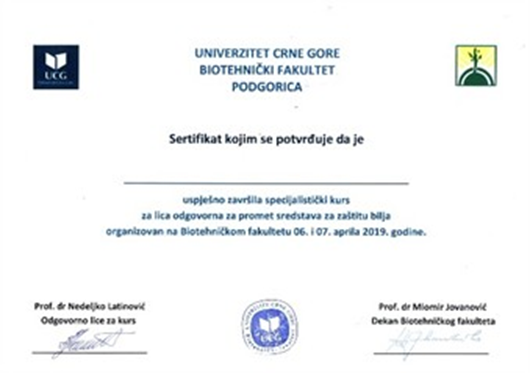 UCG
UNIVERZITET CRNE GORE
BIOTEHNIČKI FAKULTET
PODGORICA
Sertifikat kojim se potvrđuje da je
uspješno završila specijalistički kurs
za lica odgovorna za promet sredstava za zaštitu bilja
organizovan na Biotehničkom fakultetu 06. i 07. aprila 2019. godine.
Prof. dr Nedeljko Latinović
Odgovorno lice za kurs
UCG
Prof. dr Miomir Jovanović
Dekan Biotehničkog fakulteta